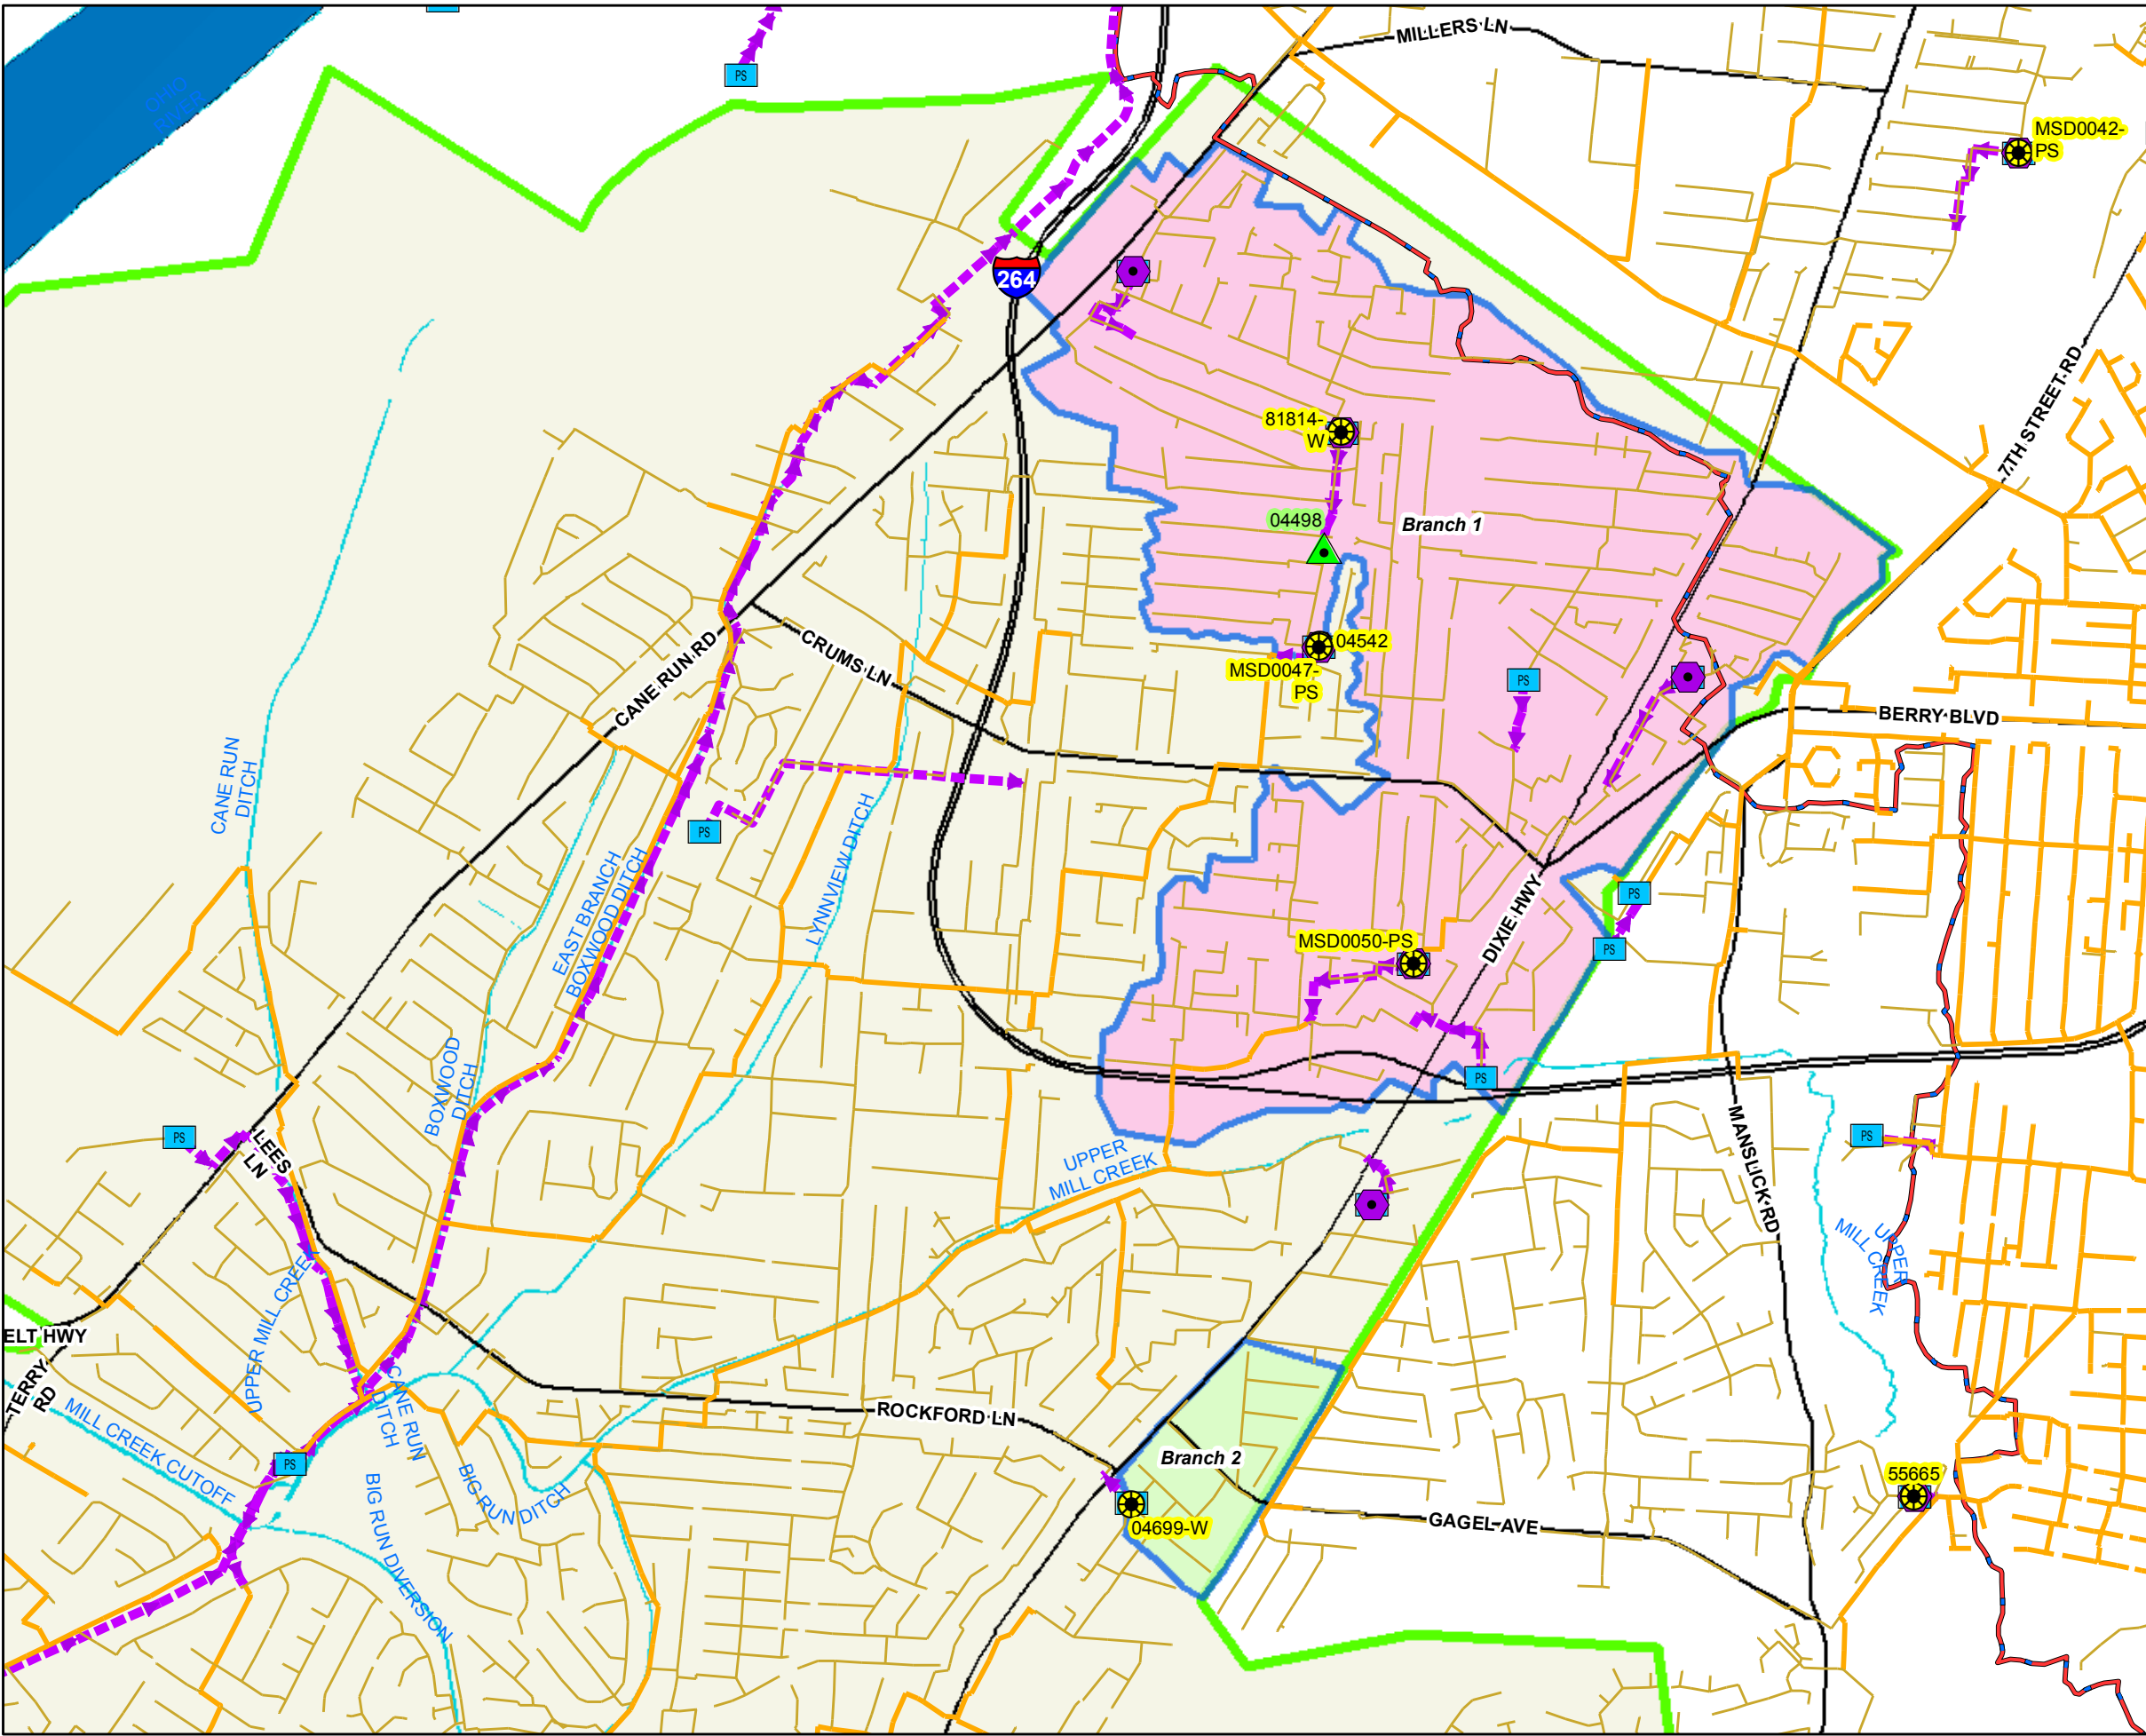 MILLERS LN
OHIO
RIVER
PS
MSD0042-
PS
264
7TH STREET RD
81814-
W
04498
Branch 1
04542
MSD0047-
PS
CANE RUN RD
CRUMS LN
PS
BERRY BLVD
CANE RUN
DITCH
PS
LYNNVIEW DITCH
EAST BRANCH
BOXWOOD DITCH
PS
DIXIE HWY
MSD0050-PS
PS
BOXWOOD
DITCH
PS
PS
LEES
LN
UPPER
MILL CREEK
MANSLICK RD
PS
UPPER
MILL CREEK
UPPER MILL CREEK
ELT HWY
TERRY
RD
CANE RUN
DITCH
MILL CREEK CUTOFF
ROCKFORD LN
Branch 2
PS
BIG RUN DITCH
BIG RUN DIVERSION
04699-W
GAGEL AVE
55665